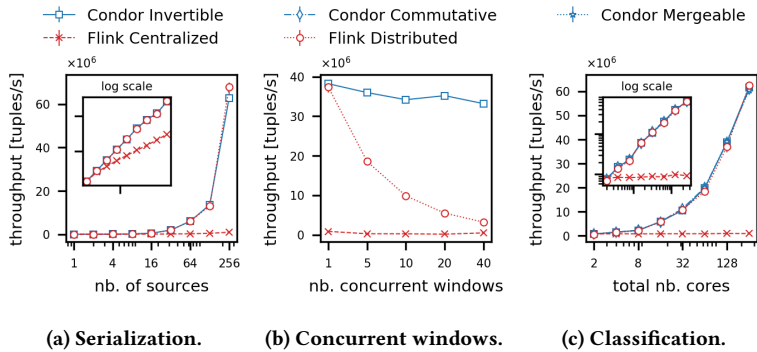 Condor Invertible
Condor Commutative
Condor Mergeable
Flink Centralized
Flink Distributed
×10⁶
throughput [tuples/s]
60
40
20
0
log scale
1 4 16 64 256
nb. of sources
(a) Serialization.
×10⁶
throughput [tuples/s]
40
30
20
10
0
1 5 10 20 40
nb. concurrent windows
(b) Concurrent windows.
×10⁶
throughput [tuples/s]
60
50
40
30
20
10
0
log scale
2 8 32 128
total nb. cores
(c) Classification.